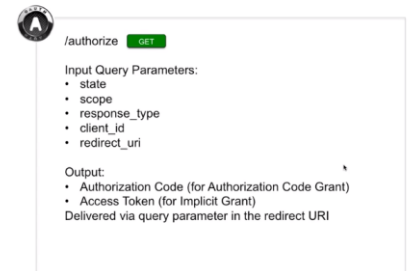 /authorize GET
Input Query Parameters:
• state
• scope
• response_type
• client_id
• redirect_uri
Output:
• Authorization Code (for Authorization Code Grant)
• Access Token (for Implicit Grant)
Delivered via query parameter in the redirect URI